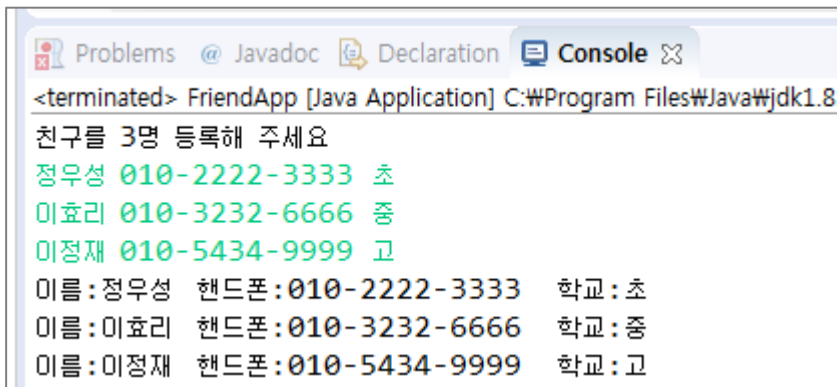 Problems @ Javadoc Declaration Console
<terminated> FriendApp [Java Application] C:₩Program Files₩Java₩jdk1.8
친구를 3명 등록해 주세요
정우성 010-2222-3333 초
이효리 010-3232-6666 중
이정재 010-5434-9999 고
이름:정우성 핸드폰:010-2222-3333 학교:초
이름:이효리 핸드폰:010-3232-6666 학교:중
이름:이정재 핸드폰:010-5434-9999 학교:고